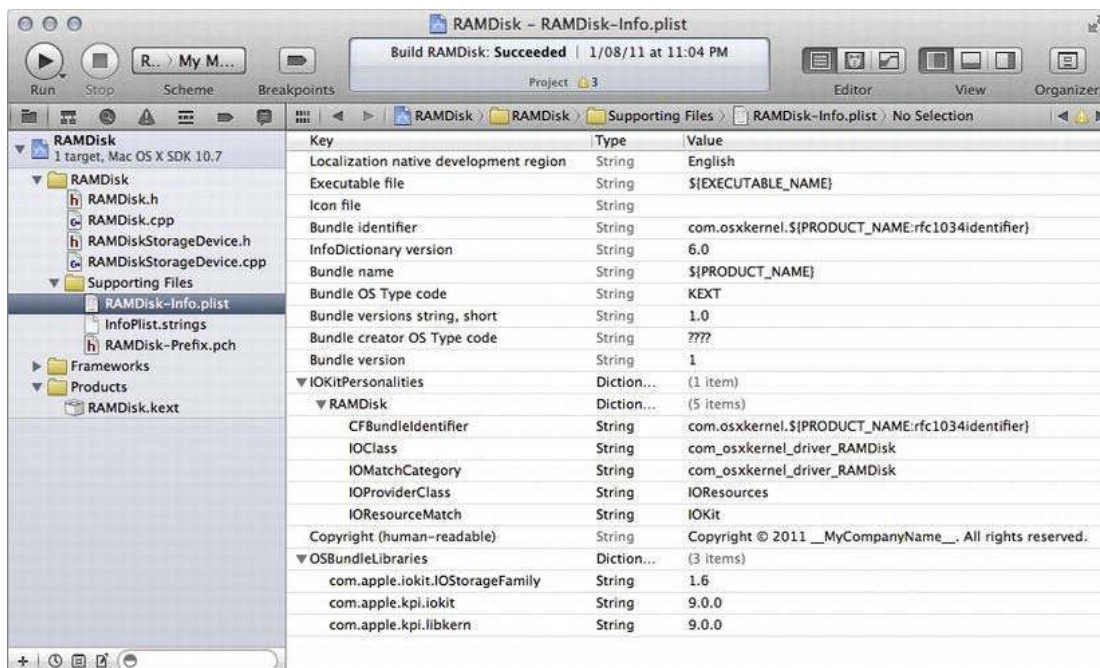 RAMDisk – RAMDisk-Info.plist
Run
Stop
R.. › My M...
Scheme
Breakpoints
Build RAMDisk: Succeeded | 1/08/11 at 11:04 PM
Project 3
Editor
View
Organizer
RAMDisk › RAMDisk › Supporting Files › RAMDisk-Info.plist › No Selection
RAMDisk
1 target, Mac OS X SDK 10.7
RAMDisk
RAMDisk.h
RAMDisk.cpp
RAMDiskStorageDevice.h
RAMDiskStorageDevice.cpp
Supporting Files
RAMDisk-Info.plist
InfoPlist.strings
RAMDisk-Prefix.pch
Frameworks
Products
RAMDisk.kext
Key Type Value
Localization native development region String English
Executable file String ${EXECUTABLE_NAME}
Icon file String
Bundle identifier String com.osxkernel.${PRODUCT_NAME:rfc1034identifier}
InfoDictionary version String 6.0
Bundle name String ${PRODUCT_NAME}
Bundle OS Type code String KEXT
Bundle versions string, short String 1.0
Bundle creator OS Type code String ????
Bundle version String 1
IOKitPersonalities Diction... (1 item)
RAMDisk Diction... (5 items)
CFBundleIdentifier String com.osxkernel.${PRODUCT_NAME:rfc1034identifier}
IOClass String com_osxkernel_driver_RAMDisk
IOMatchCategory String com_osxkernel_driver_RAMDisk
IOProviderClass String IOResources
IOResourceMatch String IOKit
Copyright (human-readable) String Copyright © 2011 __MyCompanyName__. All rights reserved.
OSBundleLibraries Diction... (3 items)
com.apple.iokit.IOStorageFamily String 1.6
com.apple.kpi.iokit String 9.0.0
com.apple.kpi.libkern String 9.0.0